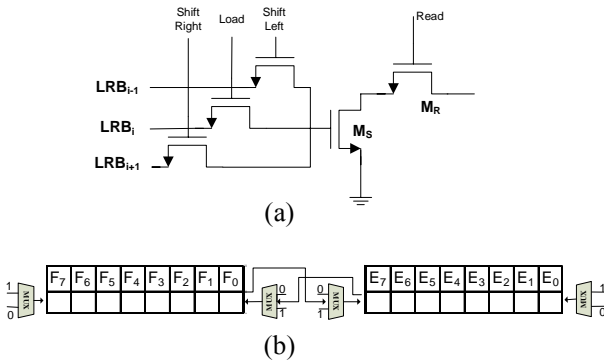 Shift Right
Load
Shift Left
Read
LRBi-1
LRBi
LRBi+1
MS
MR
(a)
F7 F6 F5 F4 F3 F2 F1 F0
E7 E6 E5 E4 E3 E2 E1 E0
1 MUX 0
MUX 0 1
0 1 MUX
MUX 1 0
(b)